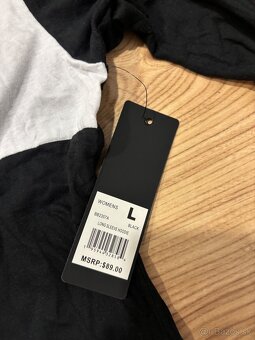 WOMENS
L
BLACK
LONG SLEEVE HOODIE
MSRP-$89.00